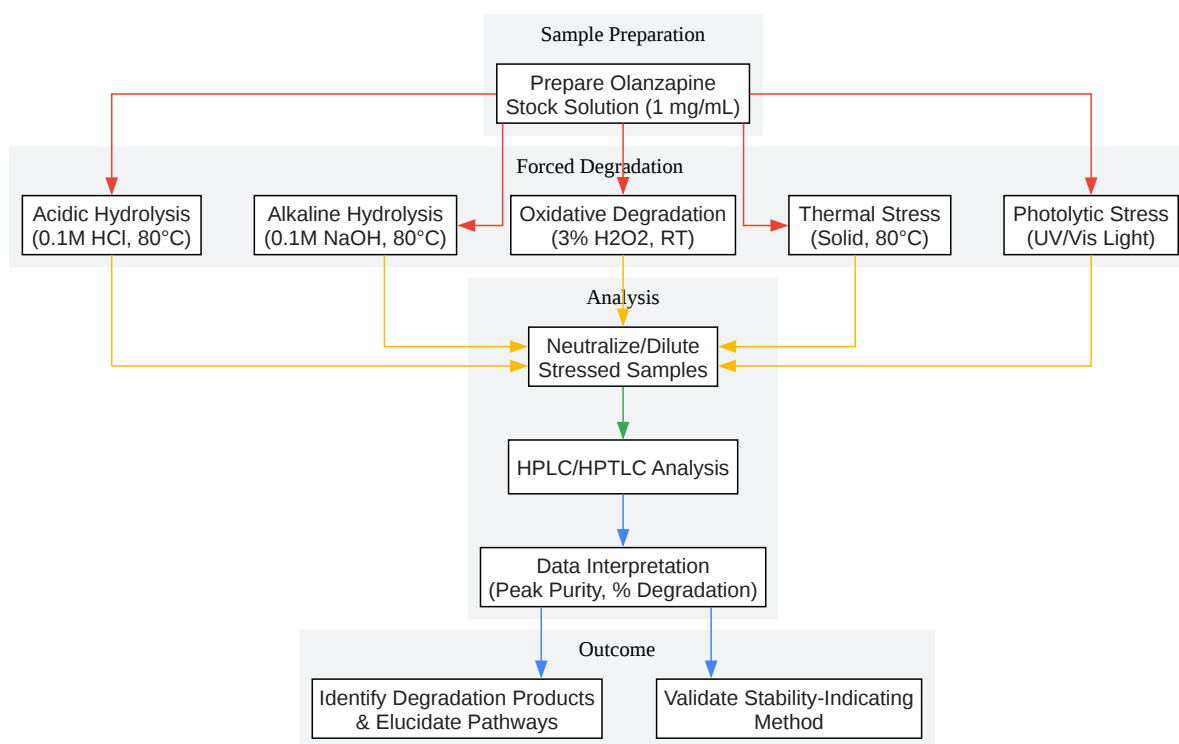 Sample Preparation
Prepare Olanzapine
Stock Solution (1 mg/mL)
Forced Degradation
Acidic Hydrolysis
(0.1M HCl, 80°C)
Alkaline Hydrolysis
(0.1M NaOH, 80°C)
Oxidative Degradation
(3% H2O2, RT)
Thermal Stress
(Solid, 80°C)
Photolytic Stress
(UV/Vis Light)
Analysis
Neutralize/Dilute
Stressed Samples
HPLC/HPTLC Analysis
Data Interpretation
(Peak Purity, % Degradation)
Outcome
Identify Degradation Products
& Elucidate Pathways
Validate Stability-Indicating
Method